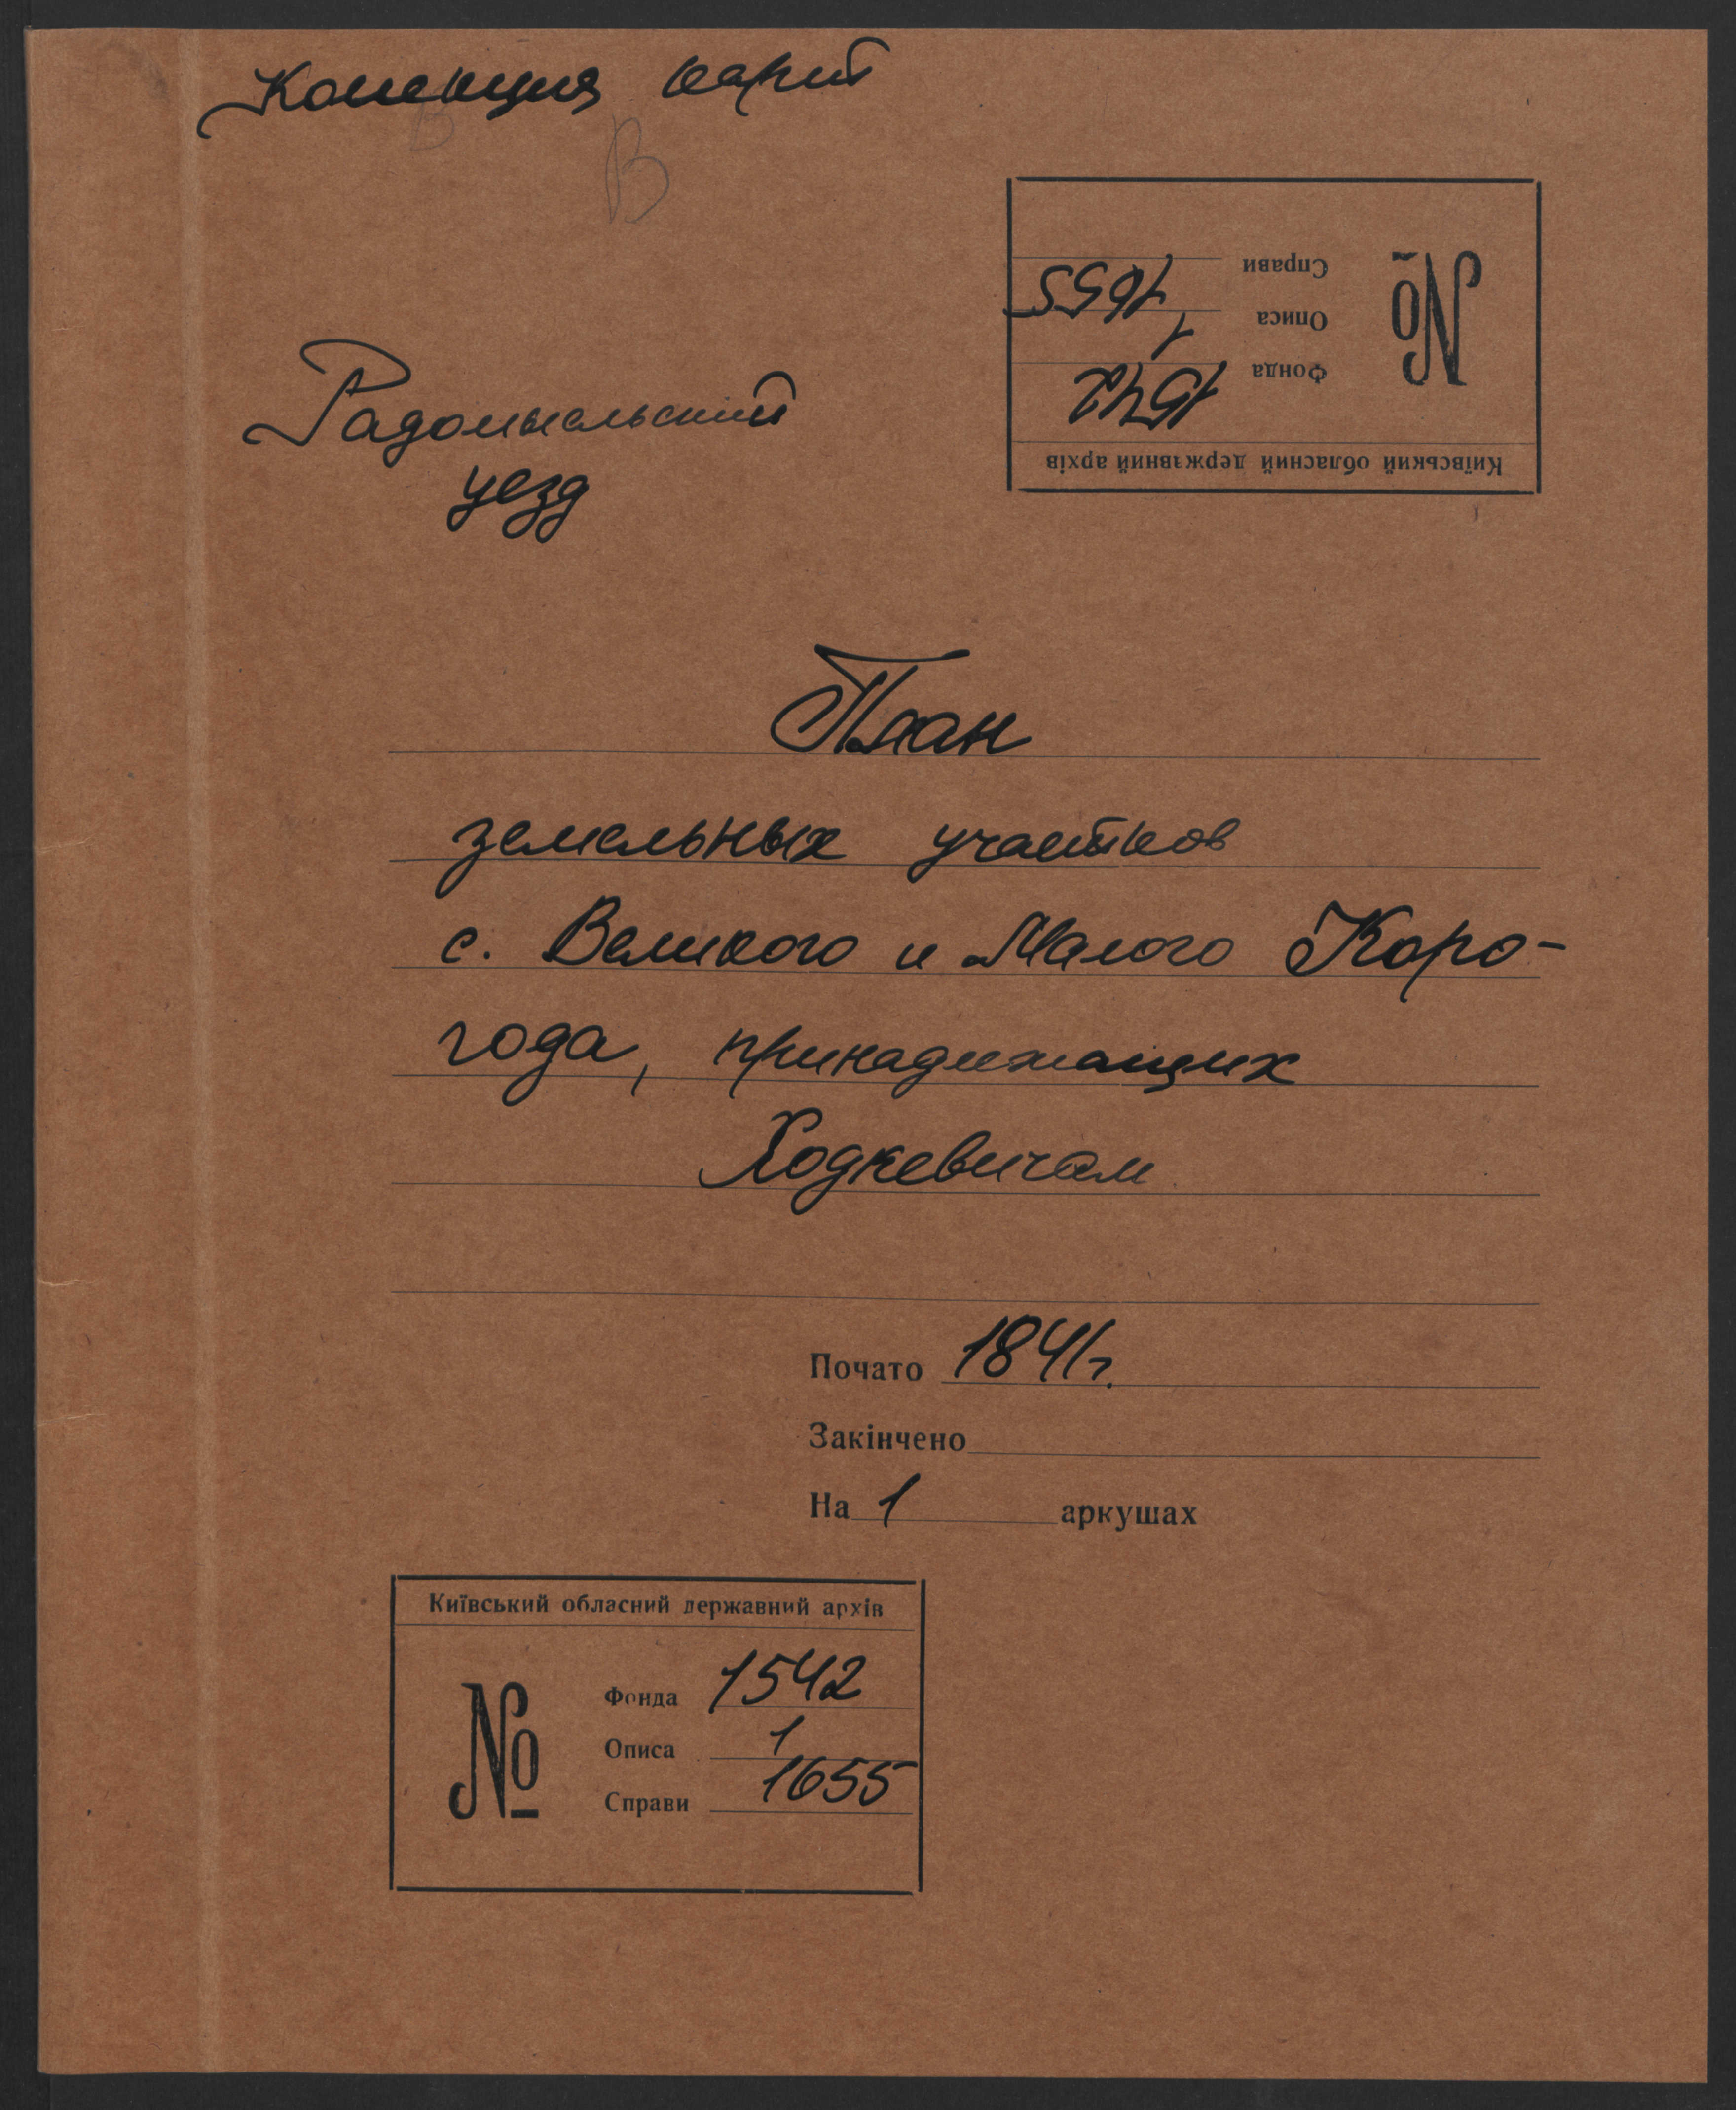 Колекция карт
В
В
Киïвський обласний державний архів
№
Фонда 1542
Описа 1
Справи 1655
Радомысльский
уезд
План
земельных участков
с. Великого и Малого Коро-
года, принадлежащих
Ходкевичам
Почато 1841 г.
Закінчено
На 1 аркушах
Київський обласний державний архів
№
Фонда 1542
Описа 1
Справи 1655